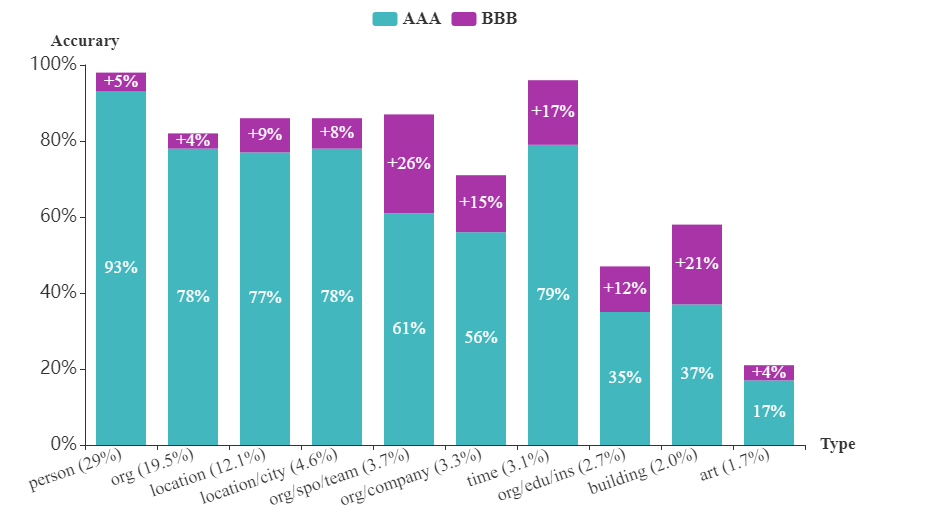 AAA BBB
Accurary
100%
80%
60%
40%
20%
0%
+5%
+4%
+9%
+8%
+26%
+15%
+17%
+12%
+21%
+4%
93%
78%
77%
78%
61%
56%
79%
35%
37%
17%
Type
person (29%)
org (19.5%)
location (12.1%)
location/city (4.6%)
org/spo/team (3.7%)
org/company (3.3%)
time (3.1%)
org/edu/ins (2.7%)
building (2.0%)
art (1.7%)